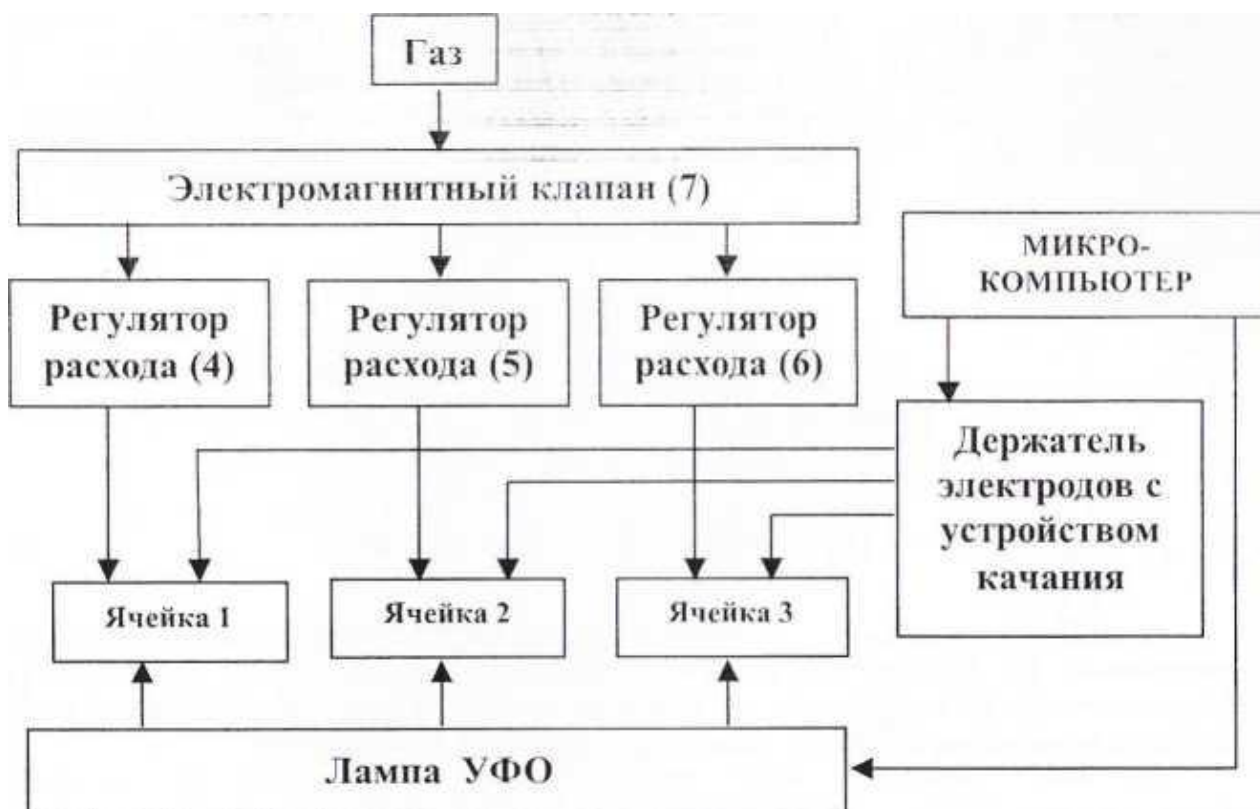 Газ
Электромагнитный клапан (7)
МИКРО-
КОМПЬЮТЕР
Регулятор
расхода (4)
Регулятор
расхода (5)
Регулятор
расхода (6)
Держатель
электродов с
устройством
качания
Ячейка 1
Ячейка 2
Ячейка 3
Лампа УФО